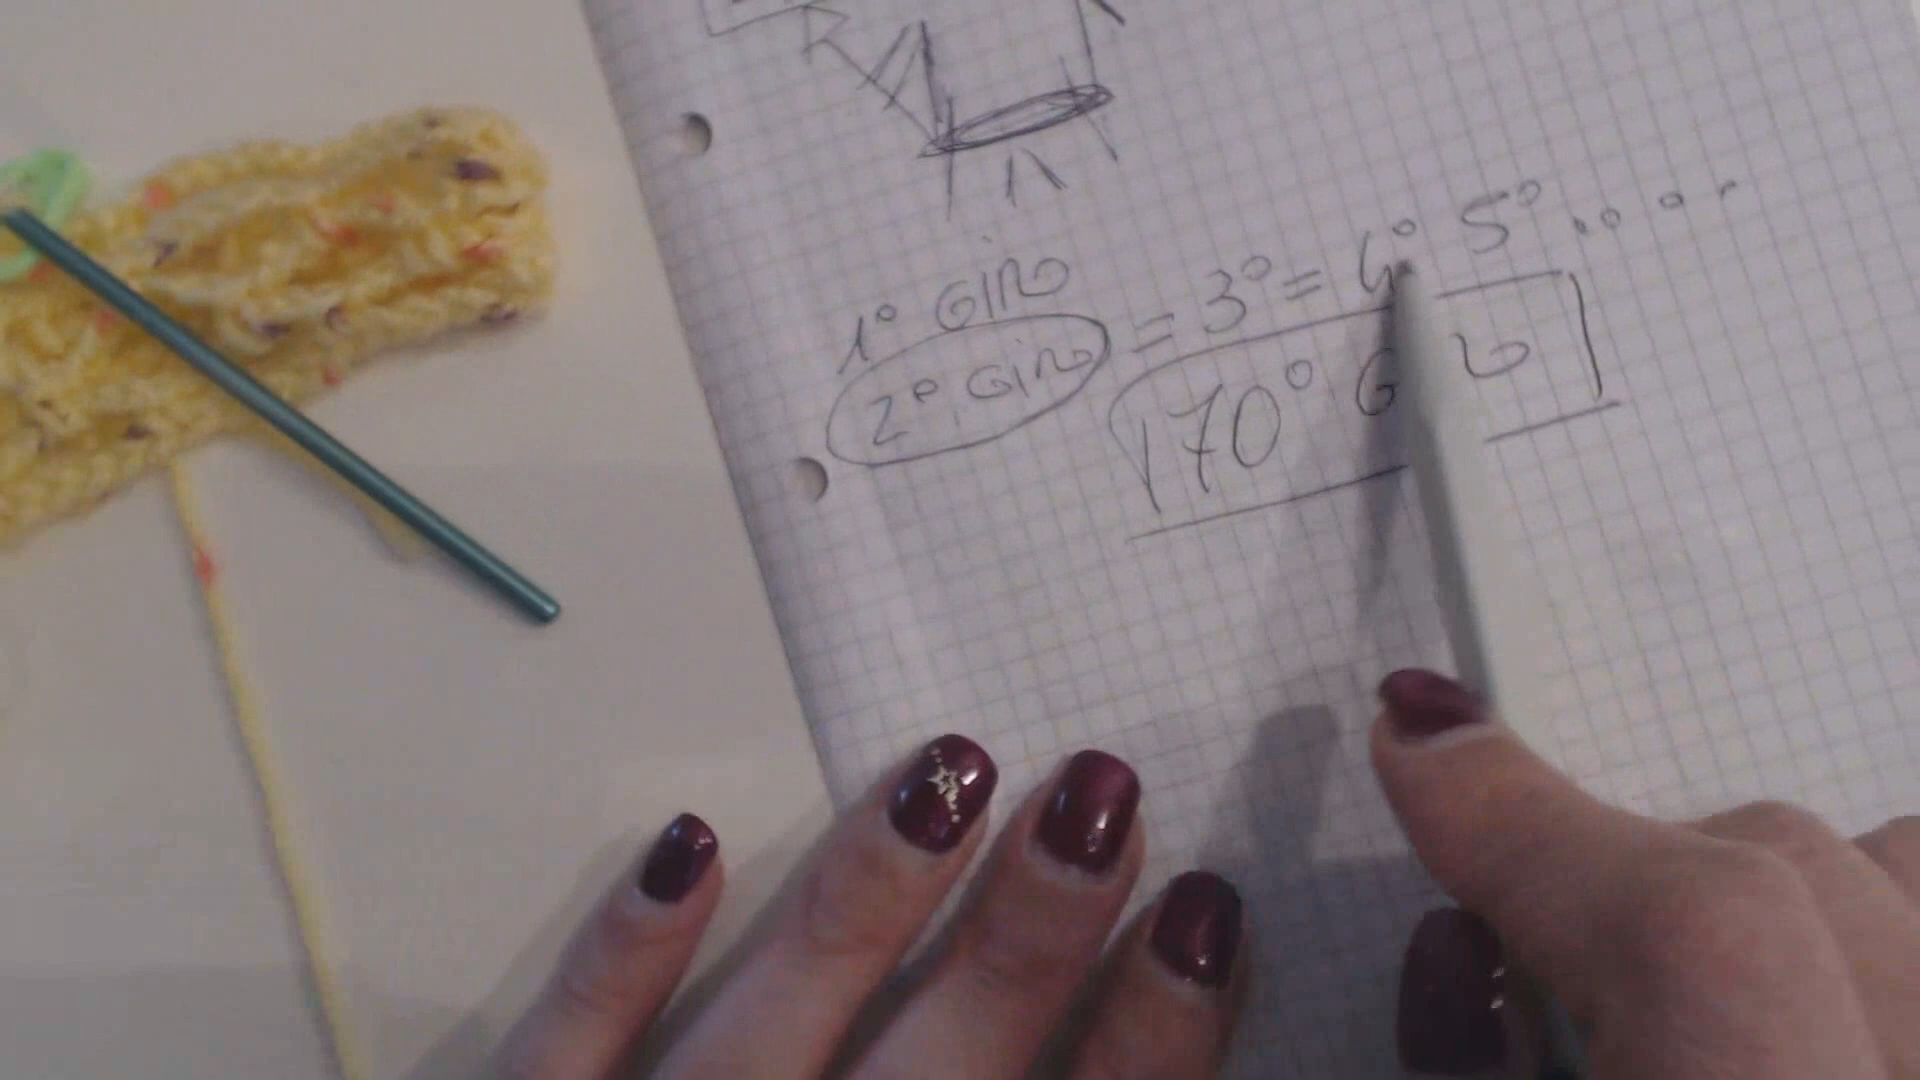 1° GIRO
2° GIRO = 3° = 4° 5° ....
170°